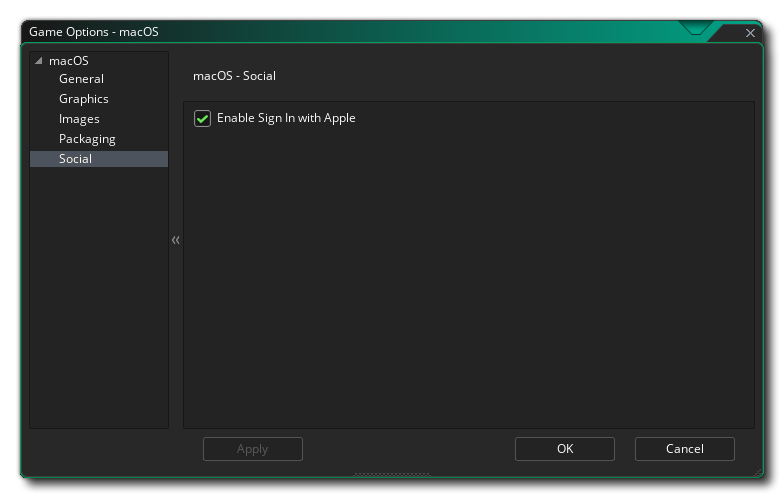 Game Options - macOS
macOS
General
Graphics
Images
Packaging
Social
macOS - Social
Enable Sign In with Apple
Apply
OK
Cancel